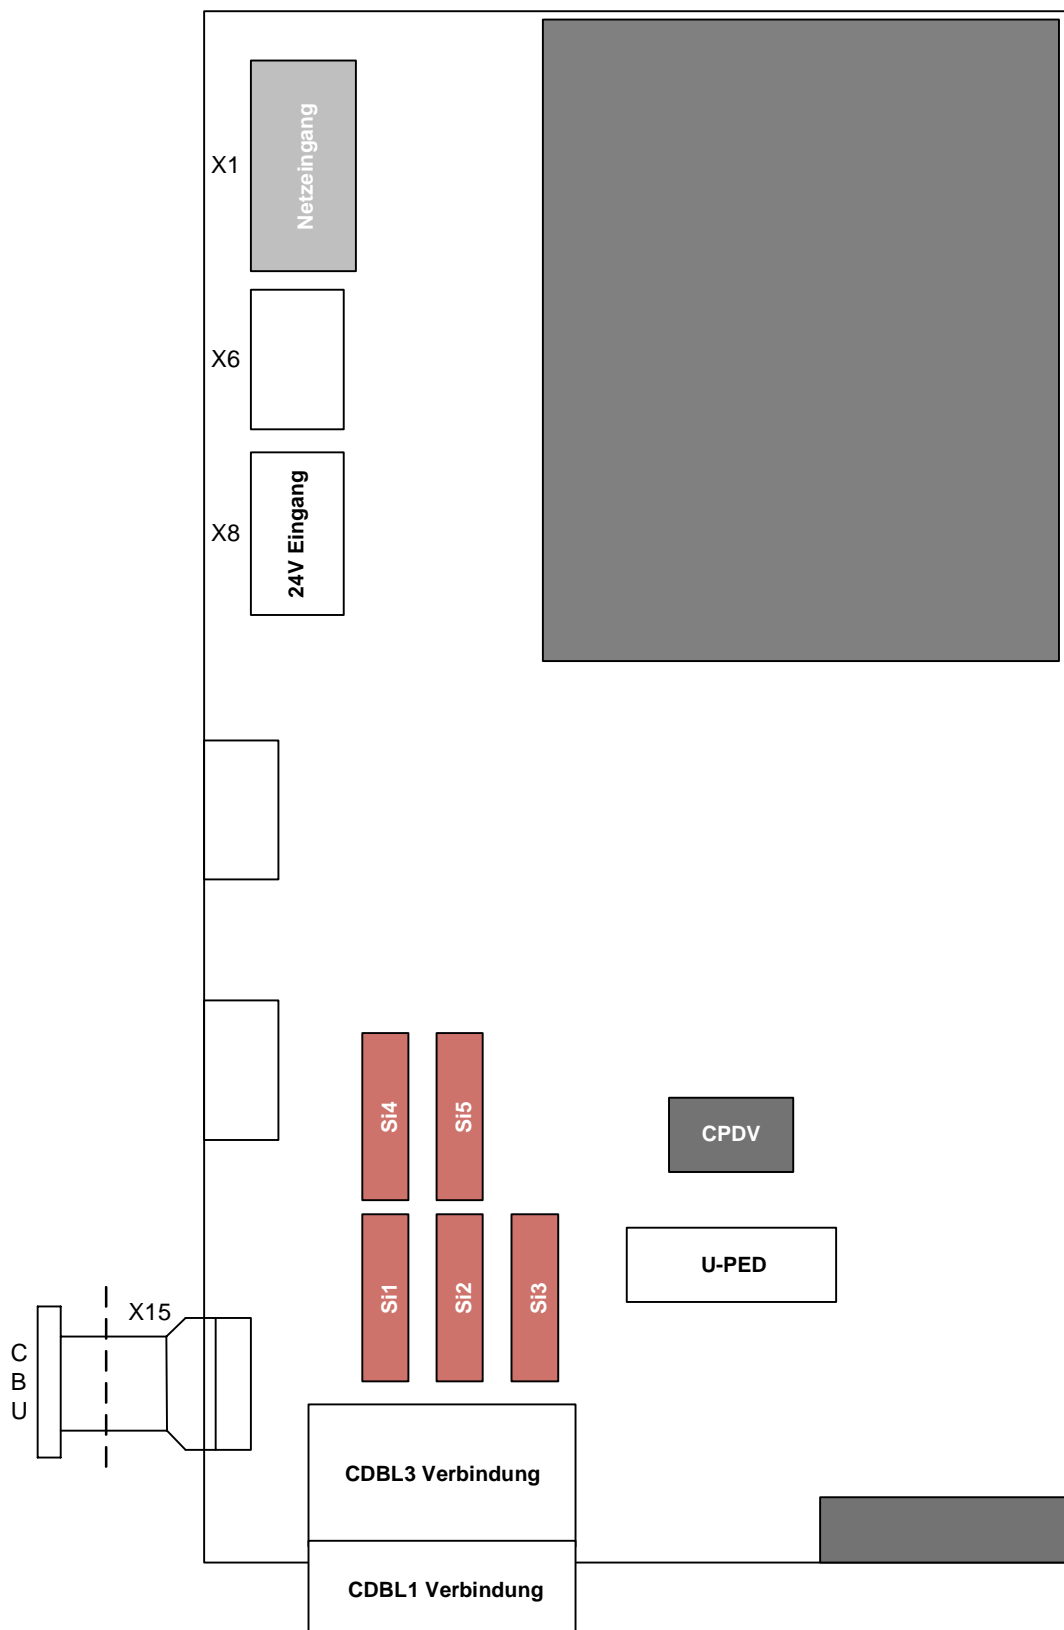 X1
Netzeingang
X6
X8
24V Eingang
Si4
Si5
CPDV
Si1
Si2
Si3
U-PED
X15
C
B
U
CDBL3 Verbindung
CDBL1 Verbindung